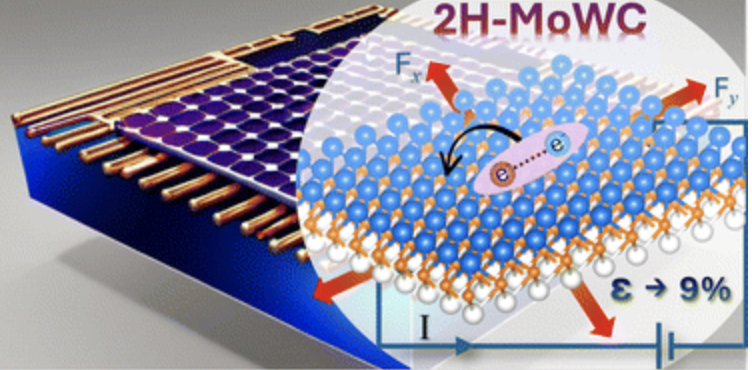 2H-MoWC
Fx
Fy
e e
ε → 9%
I